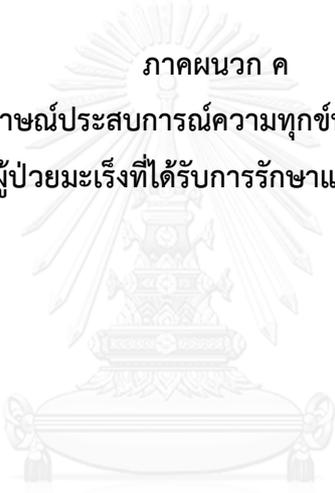 ภาคผนวก ค
าษณ์ประสบการณ์ความทุกข์
ผู้ป่วยมะเร็งที่ได้รับการรักษาแ